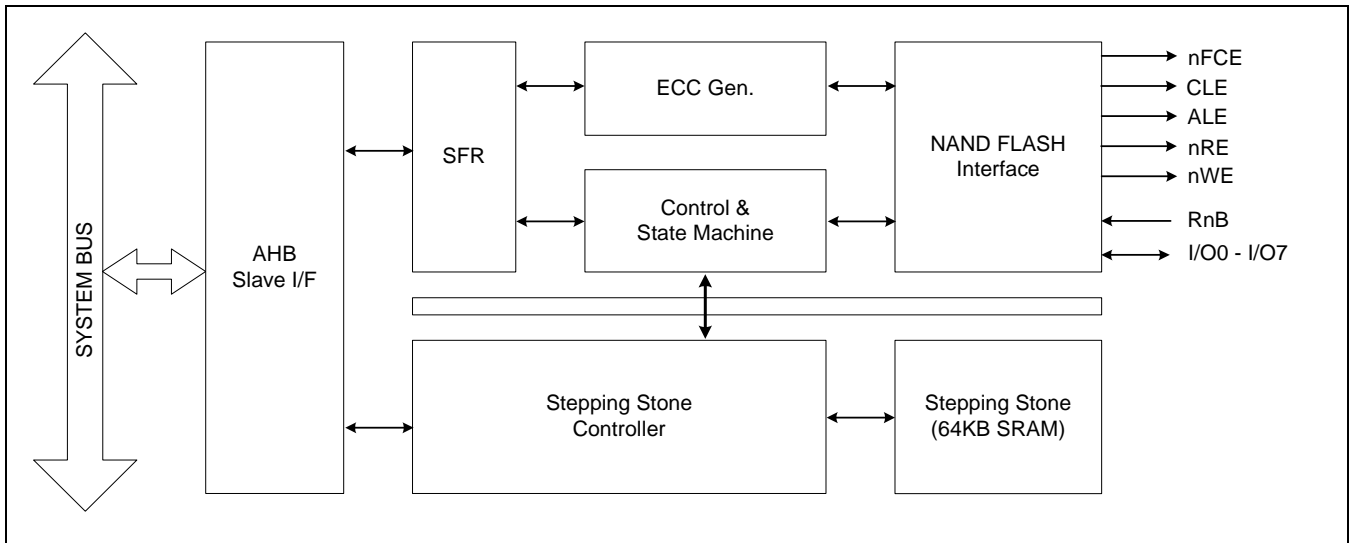 SYSTEM BUS
AHB
Slave I/F
SFR
ECC Gen.
Control &
State Machine
NAND FLASH
Interface
nFCE
CLE
ALE
nRE
nWE
RnB
I/O0 - I/O7
Stepping Stone
Controller
Stepping Stone
(64KB SRAM)